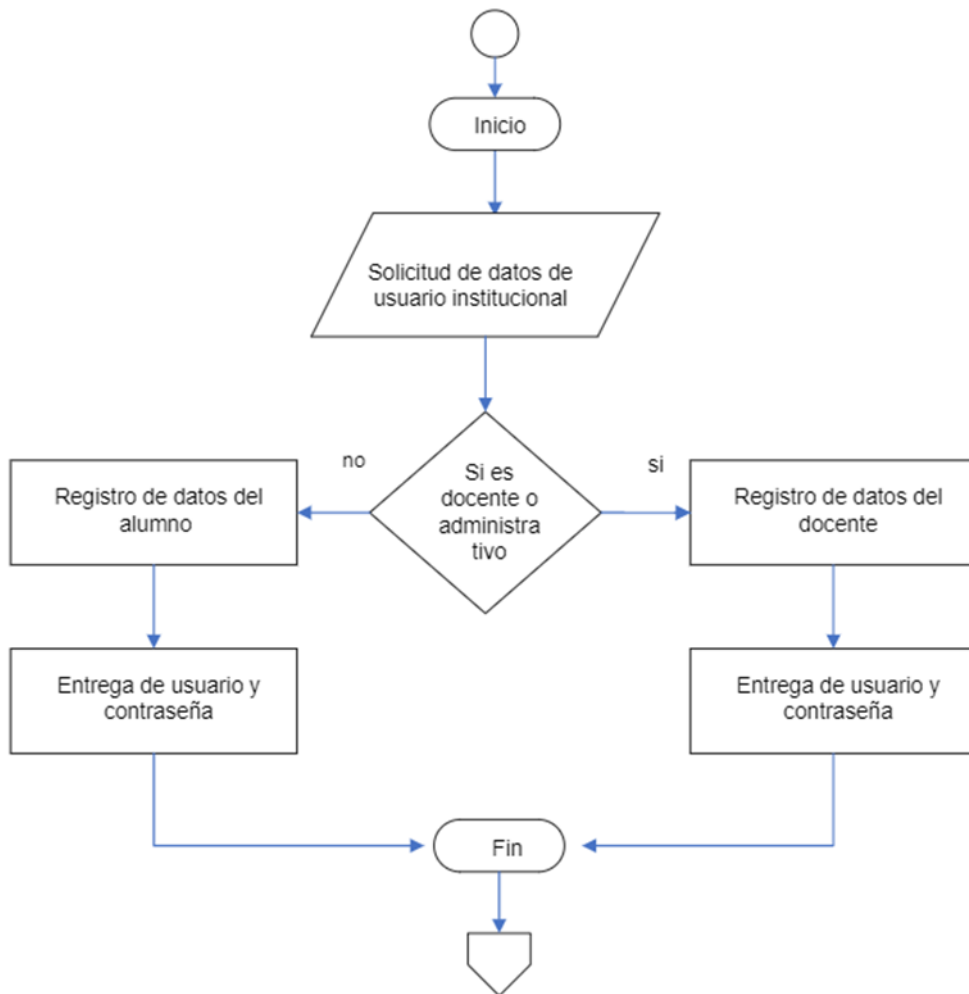 Inicio
Solicitud de datos de
usuario institucional
no
Si es
docente o
administra
tivo
si
Registro de datos del
alumno
Registro de datos del
docente
Entrega de usuario y
contraseña
Entrega de usuario y
contraseña
Fin